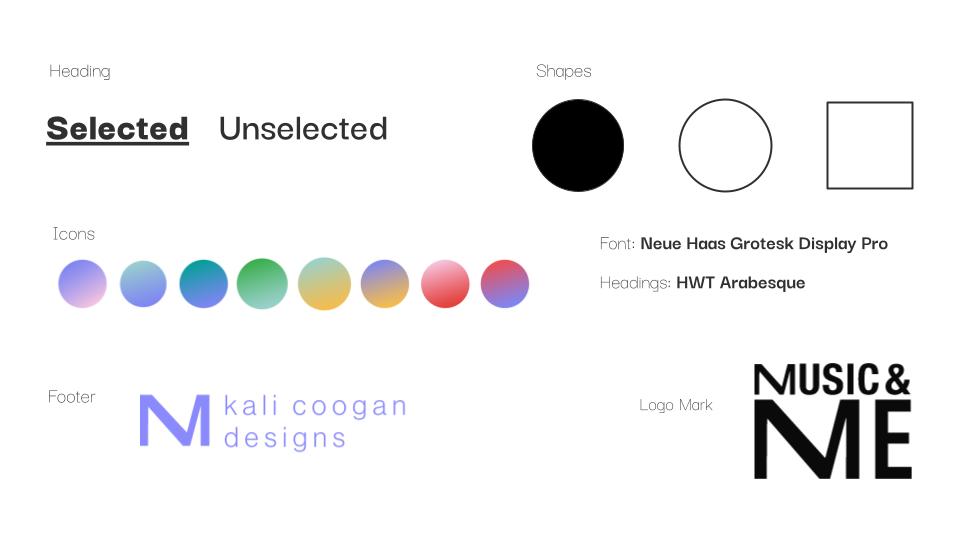 Heading
Selected Unselected
Shapes
Icons
Font: Neue Haas Grotesk Display Pro
Headings: HWT Arabesque
Footer
kali coogan
designs
Logo Mark
MUSIC &
ME